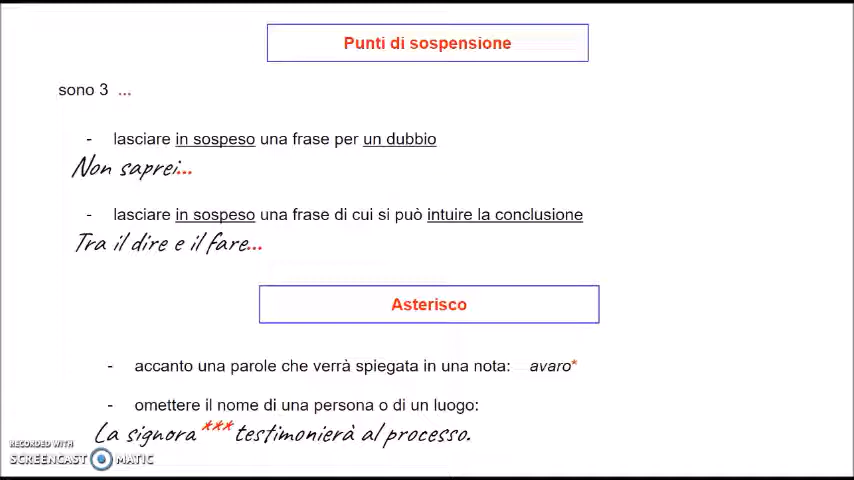 Punti di sospensione
sono 3 ...
- lasciare in sospeso una frase per un dubbio
Non saprei...
- lasciare in sospeso una frase di cui si può intuire la conclusione
Tra il dire e il fare...
Asterisco
- accanto una parole che verrà spiegata in una nota: avaro*
- omettere il nome di una persona o di un luogo:
La signora *** testimonierà al processo.
RECORDED WITH
SCREENCAST MATIC